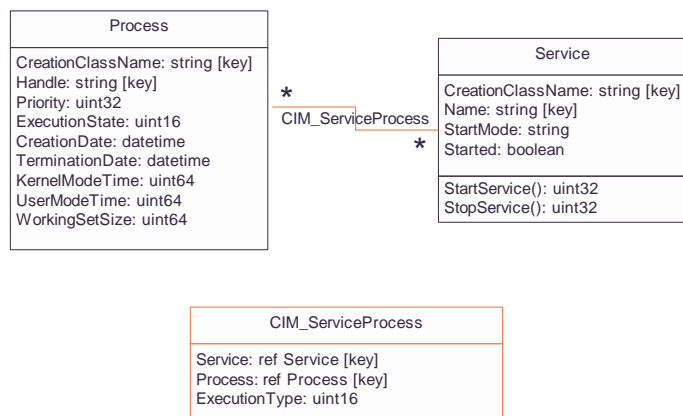 Process
CreationClassName: string [key]
Handle: string [key]
Priority: uint32
ExecutionState: uint16
CreationDate: datetime
TerminationDate: datetime
KernelModeTime: uint64
UserModeTime: uint64
WorkingSetSize: uint64
*
CIM_ServiceProcess
*
Service
CreationClassName: string [key]
Name: string [key]
StartMode: string
Started: boolean
StartService(): uint32
StopService(): uint32
CIM_ServiceProcess
Service: ref Service [key]
Process: ref Process [key]
ExecutionType: uint16